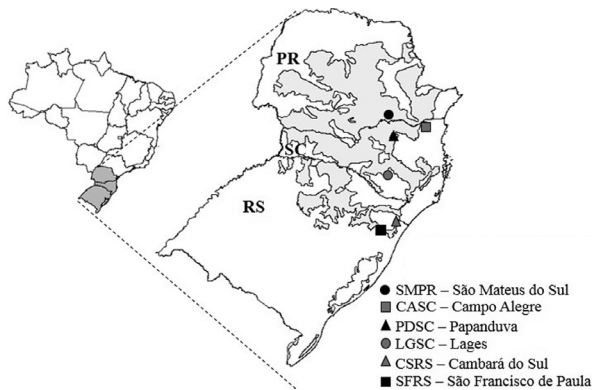 PR
SC
RS
SMPR – São Mateus do Sul
CASC – Campo Alegre
PDSC – Papanduva
LGSC – Lages
CSRS – Cambará do Sul
SFRS – São Francisco de Paula